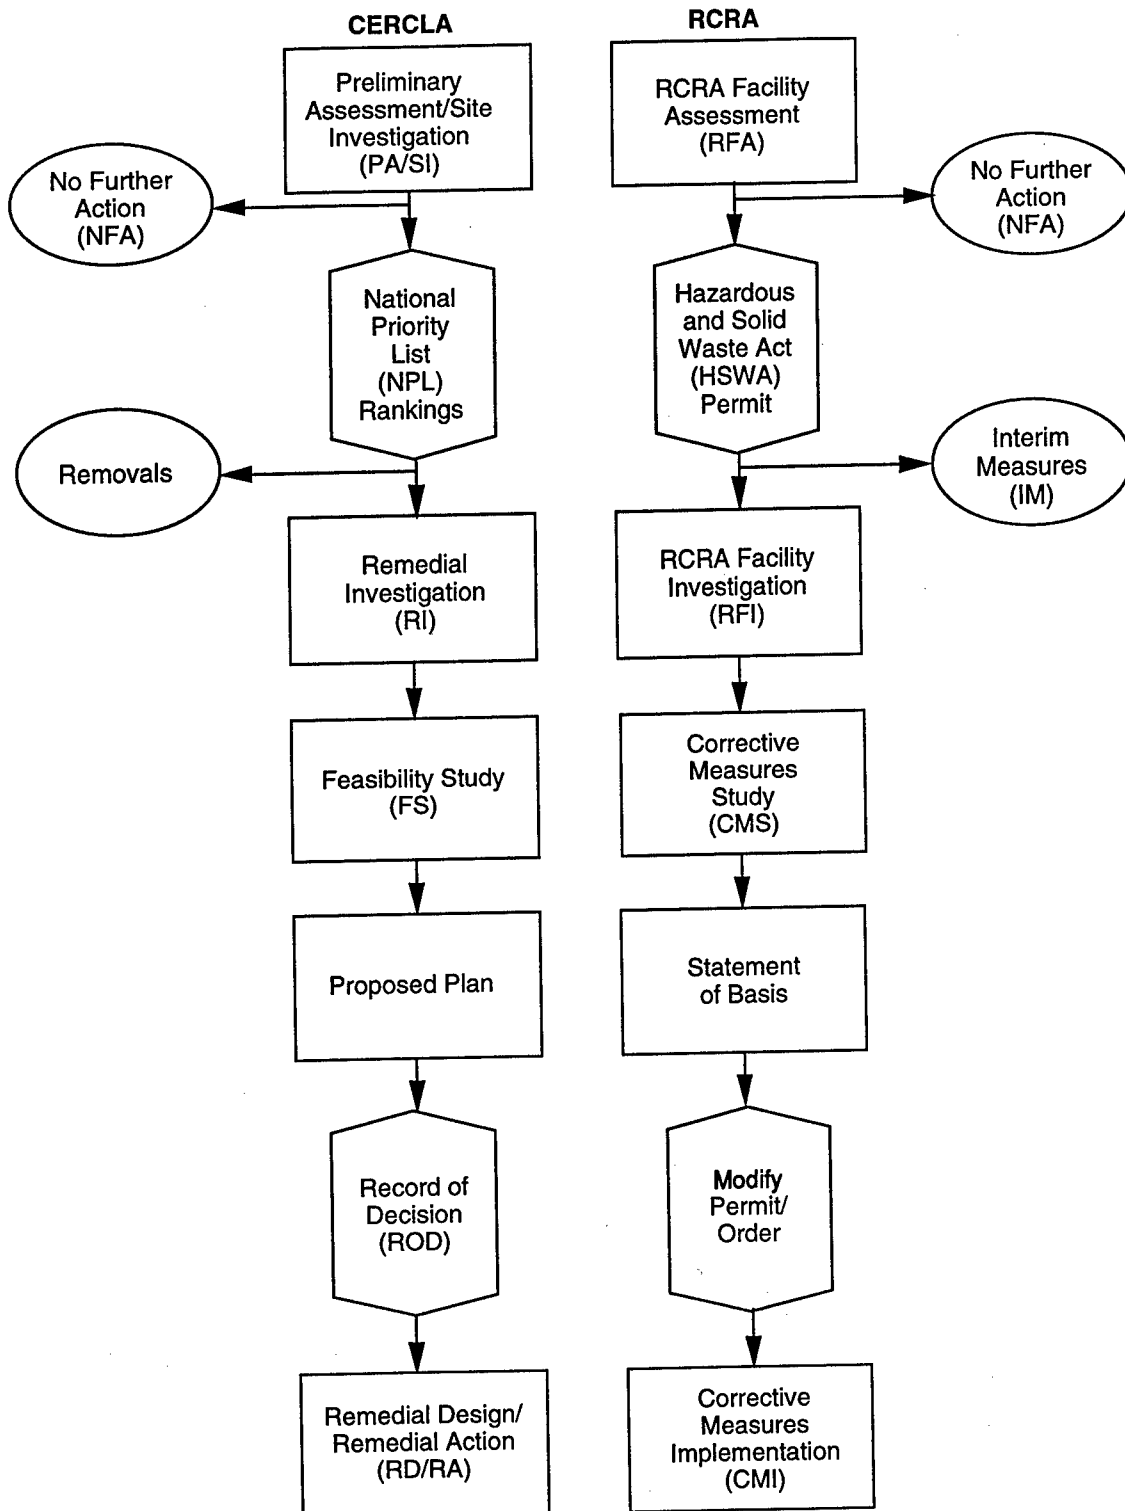 CERCLA
RCRA
Preliminary
Assessment/Site
Investigation
(PA/SI)
RCRA Facility
Assessment
(RFA)
No Further
Action
(NFA)
No Further
Action
(NFA)
National
Priority
List
(NPL)
Rankings
Hazardous
and Solid
Waste Act
(HSWA)
Permit
Removals
Interim
Measures
(IM)
Remedial
Investigation
(RI)
RCRA Facility
Investigation
(RFI)
Feasibility Study
(FS)
Corrective
Measures
Study
(CMS)
Proposed Plan
Statement
of Basis
Record of
Decision
(ROD)
Modify
Permit/
Order
Remedial Design/
Remedial Action
(RD/RA)
Corrective
Measures
Implementation
(CMI)